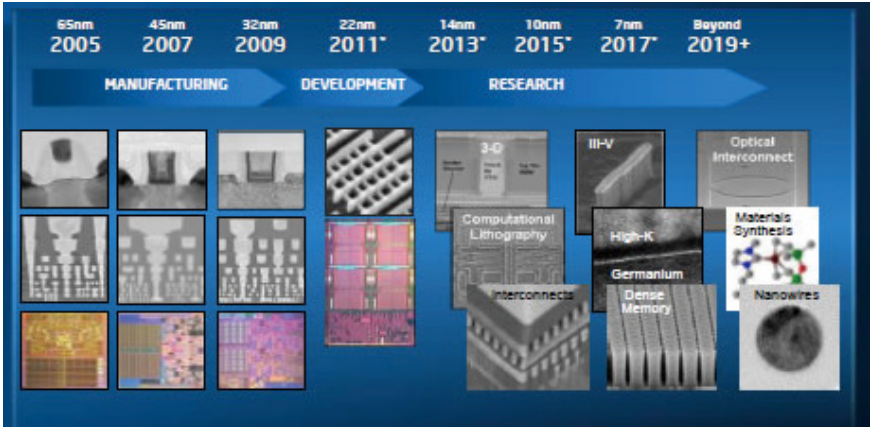 65nm
2005
45nm
2007
32nm
2009
22nm
2011*
14nm
2013*
10nm
2015*
7nm
2017*
Beyond
2019+
MANUFACTURING
DEVELOPMENT
RESEARCH
3-D
III-V
Optical
Interconnect
Computational
Lithography
High-K
Germanium
Materials
Synthesis
Interconnects
Dense
Memory
Nanowires